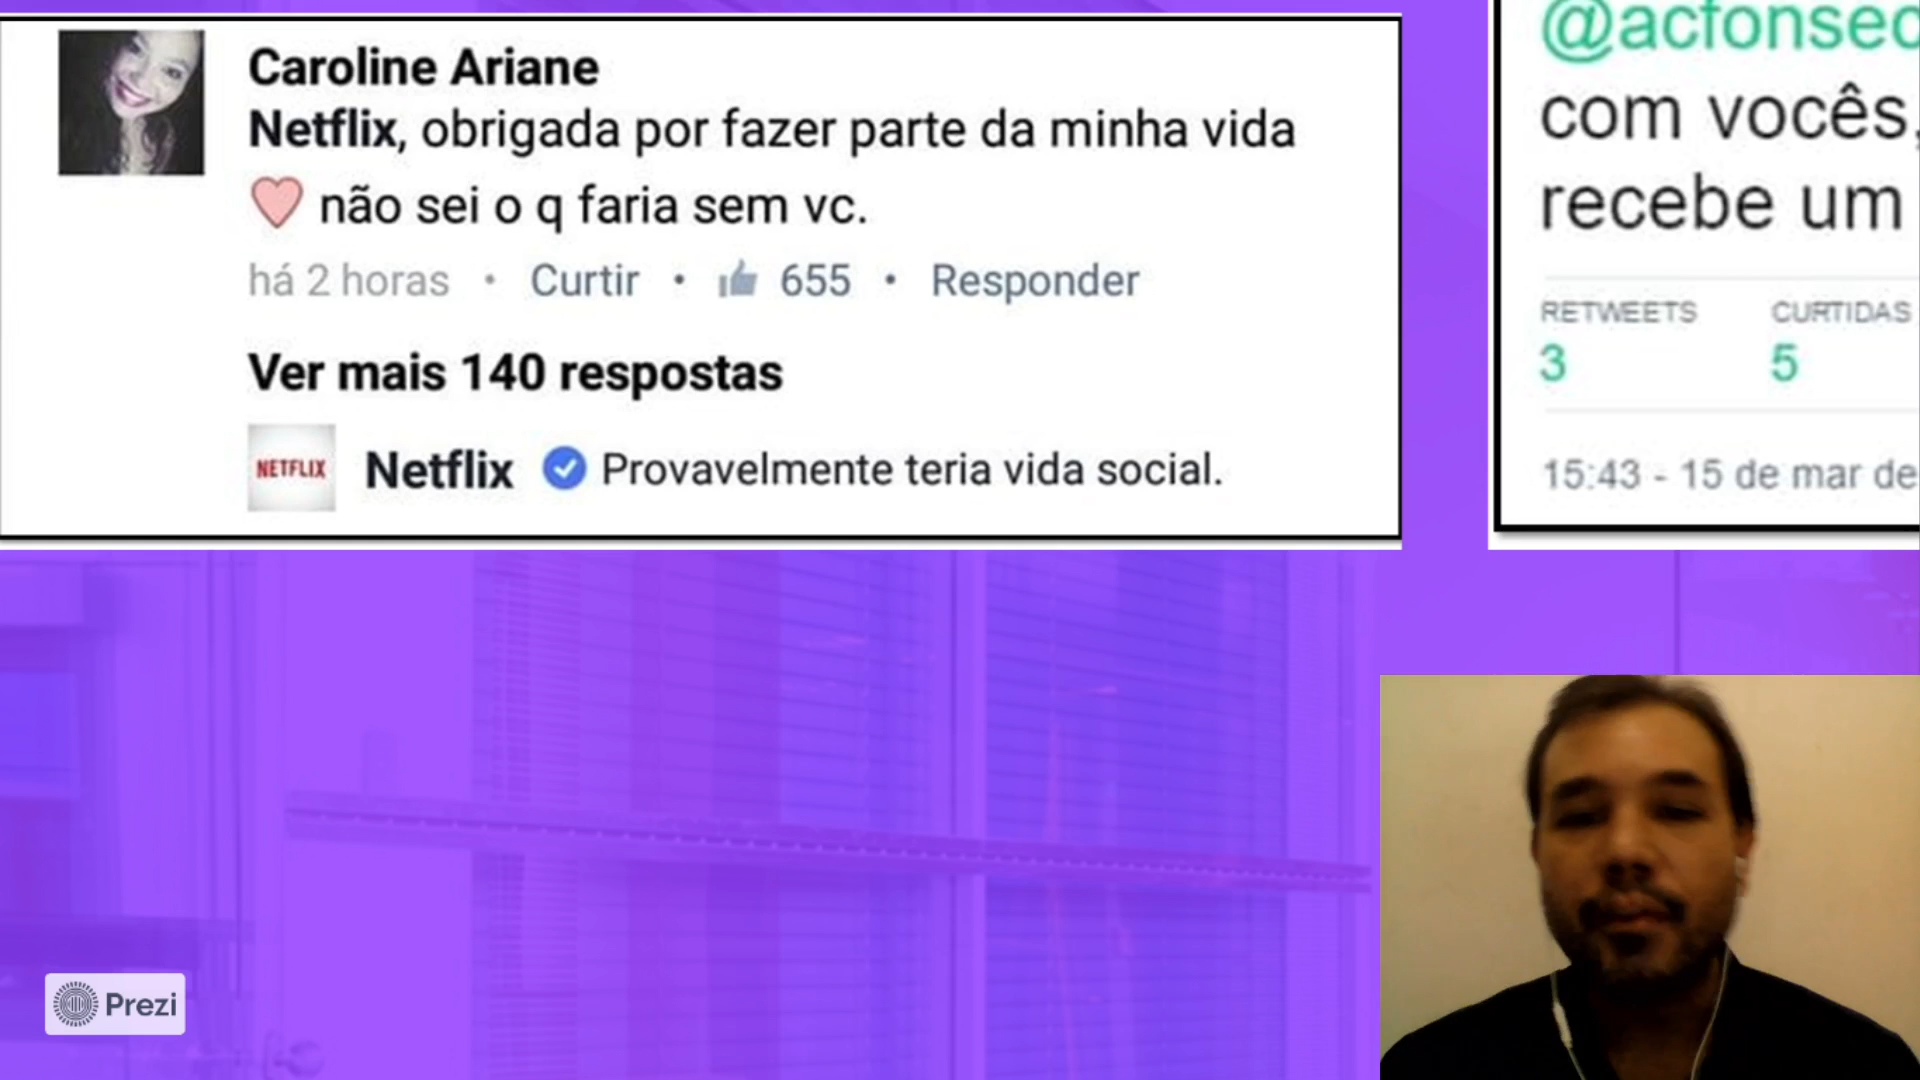 Caroline Ariane
Netflix, obrigada por fazer parte da minha vida
não sei o q faria sem vc.
há 2 horas • Curtir • 655 • Responder
Ver mais 140 respostas
NETFLIX
Netflix Provavelmente teria vida social.
@acfonsec
com vocês,
recebe um
RETWEETS CURTIDAS
3 5
15:43 - 15 de mar de
Prezi